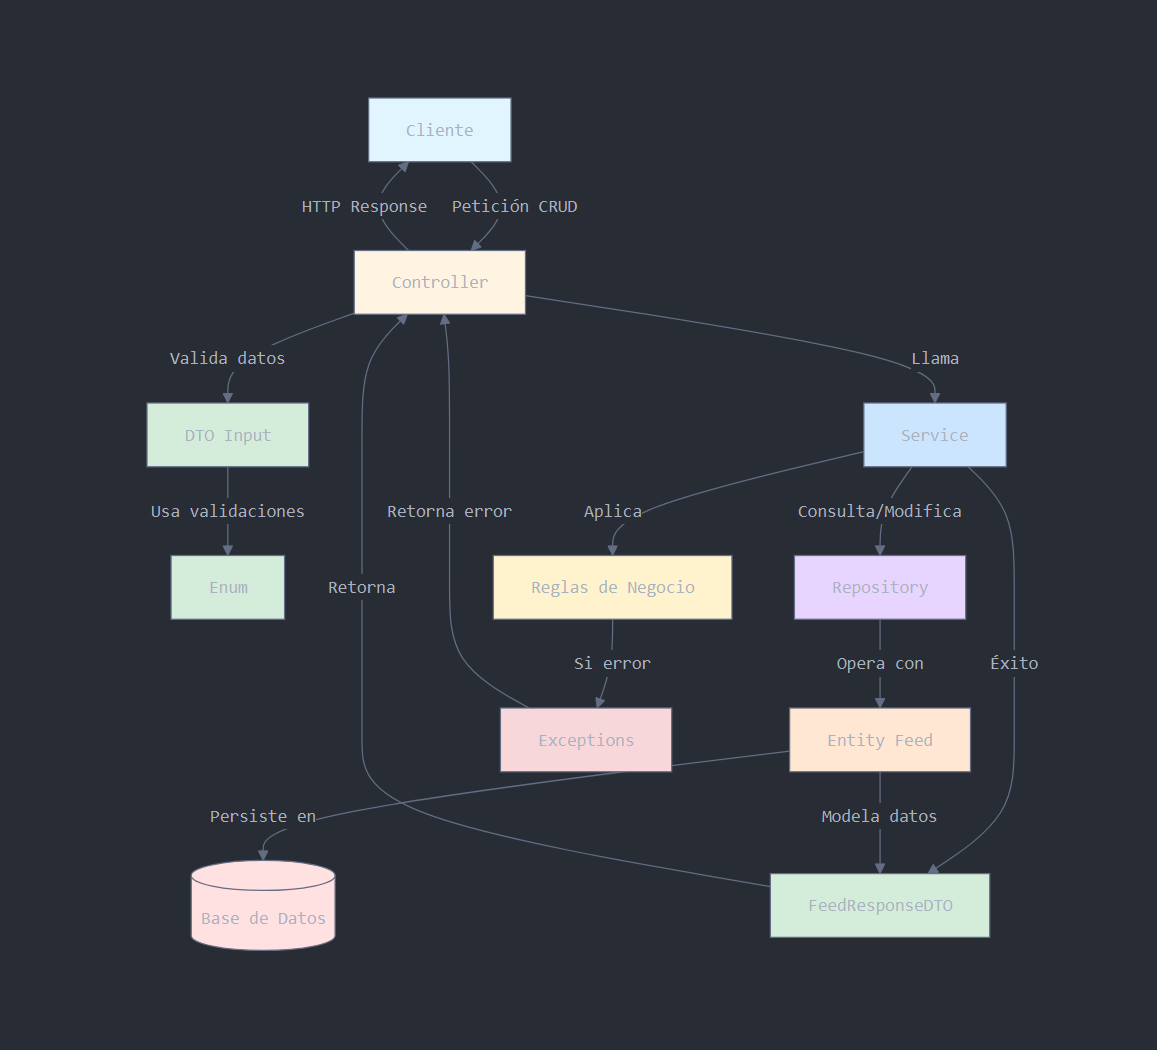 Cliente
HTTP Response
Petición CRUD
Controller
Valida datos
Llama
DTO Input
Service
Usa validaciones
Retorna error
Aplica
Consulta/Modifica
Enum
Retorna
Reglas de Negocio
Repository
Si error
Opera con
Éxito
Exceptions
Entity Feed
Persiste en
Modela datos
Base de Datos
FeedResponseDTO